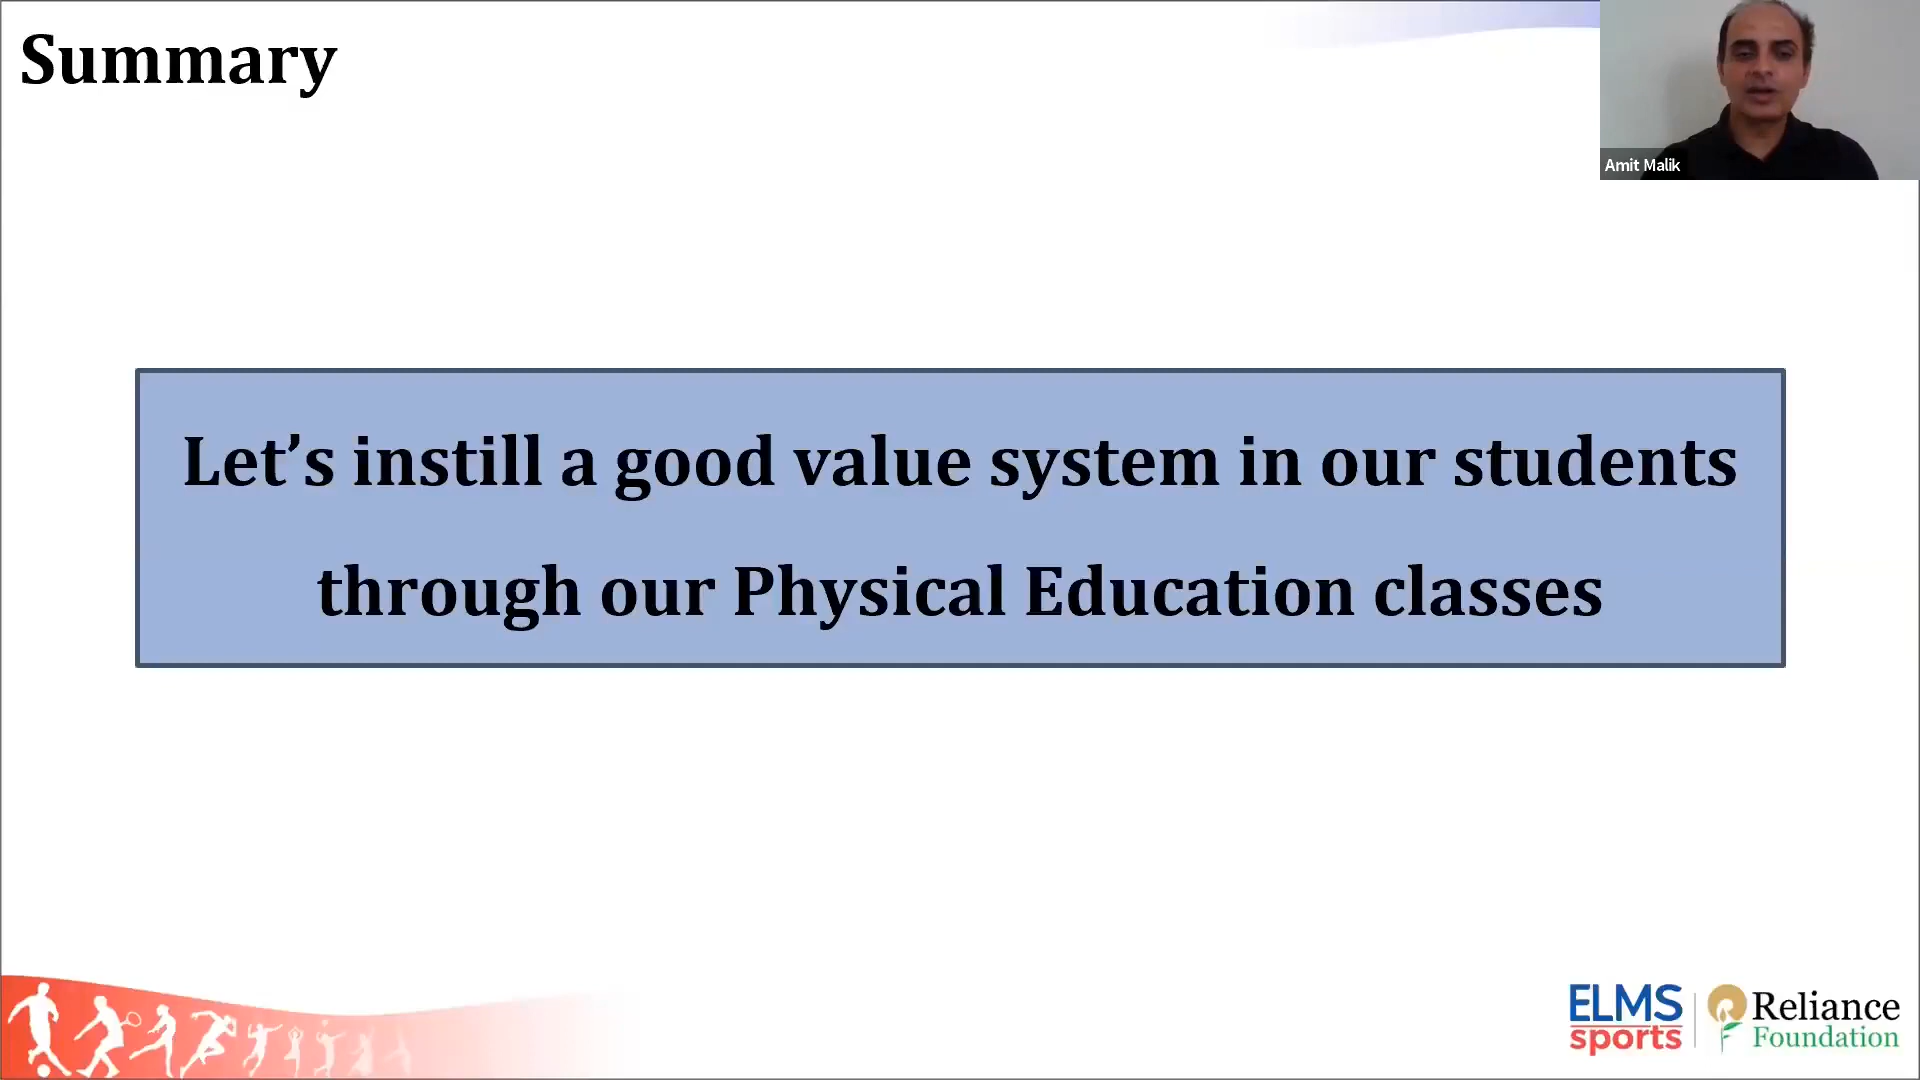 Summary
Amit Malik
Let’s instill a good value system in our students
through our Physical Education classes
ELMS
sports
Reliance
Foundation